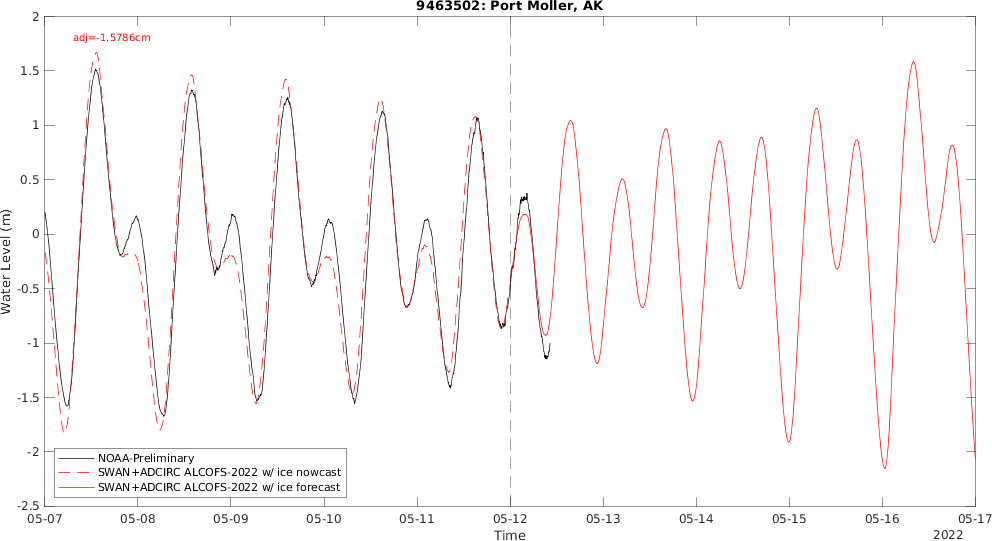 9463502: Port Moller, AK
adj=-1.5786cm
2
1.5
1
0.5
0
-0.5
-1
-1.5
-2
-2.5
Water Level (m)
NOAA-Preliminary
SWAN+ADCIRC ALCOFS-2022 w/ ice nowcast
SWAN+ADCIRC ALCOFS-2022 w/ ice forecast
05-07 05-08 05-09 05-10 05-11 05-12 05-13 05-14 05-15 05-16 05-17
Time
2022